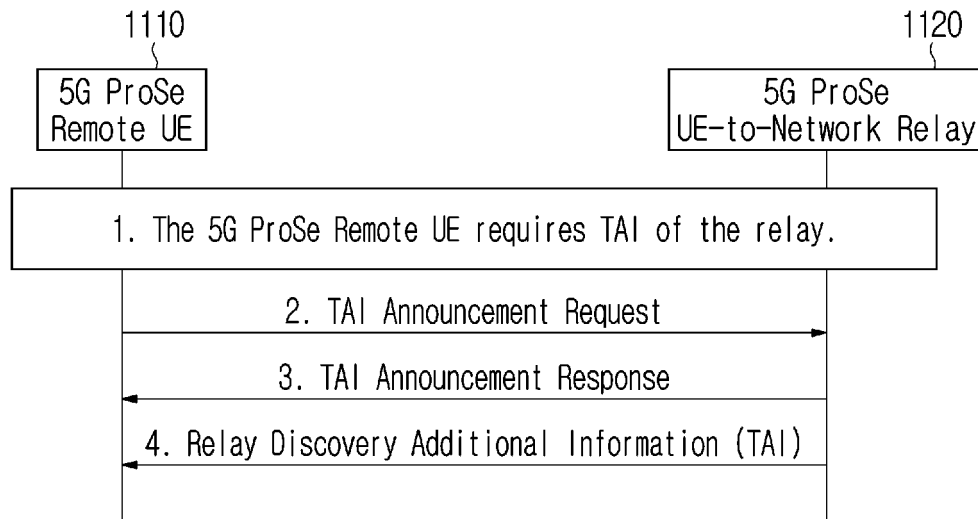 1110
1120
5G ProSe
Remote UE
5G ProSe
UE-to-Network Relay
1. The 5G ProSe Remote UE requires TAI of the relay.
2. TAI Announcement Request
3. TAI Announcement Response
4. Relay Discovery Additional Information (TAI)